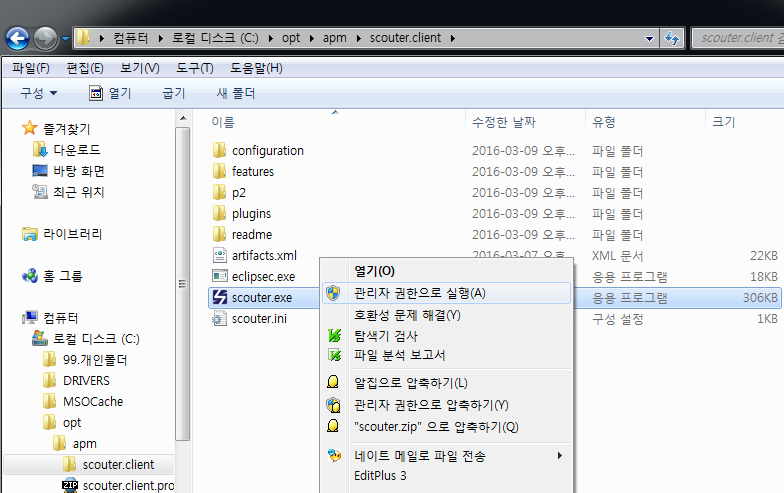 컴퓨터 ▸ 로컬 디스크 (C:) ▸ opt ▸ apm ▸ scouter.client ▸
scouter.client 검
파일(F) 편집(E) 보기(V) 도구(T) 도움말(H)
구성 열기 굽기 새 폴더
즐겨찾기
다운로드
바탕 화면
최근 위치
라이브러리
홈 그룹
컴퓨터
로컬 디스크 (C:)
99.개인폴더
DRIVERS
MSOCache
opt
apm
scouter.client
scouter.client.pro
이름 수정한 날짜 유형 크기
configuration 2016-03-09 오후... 파일 폴더
features 2016-03-09 오후... 파일 폴더
p2 2016-03-09 오후... 파일 폴더
plugins 2016-03-09 오후... 파일 폴더
readme 2016-03-09 오후... 파일 폴더
artifacts.xml 2016-03-07 오후... XML 문서 22KB
eclipsec.exe 응용 프로그램 18KB
scouter.exe 응용 프로그램 306KB
scouter.ini 구성 설정 1KB
열기(O)
관리자 권한으로 실행(A)
호환성 문제 해결(Y)
탐색기 검사
파일 분석 보고서
알집으로 압축하기(L)
관리자 권한으로 압축하기(Y)
"scouter.zip" 으로 압축하기(Q)
네이트 메일로 파일 전송
EditPlus 3